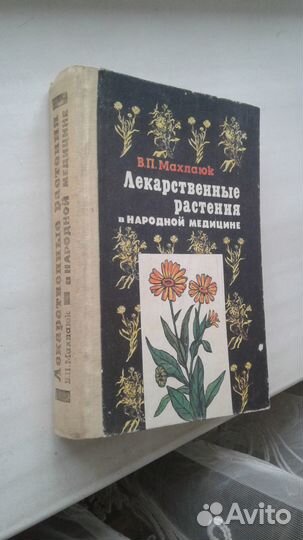 В.П. Махлаюк
Лекарственные
растения
в НАРОДНОЙ МЕДИЦИНЕ
Лекарственные растения
В.П. Махлаюк в НАРОДНОЙ МЕДИЦИНЕ
Avito